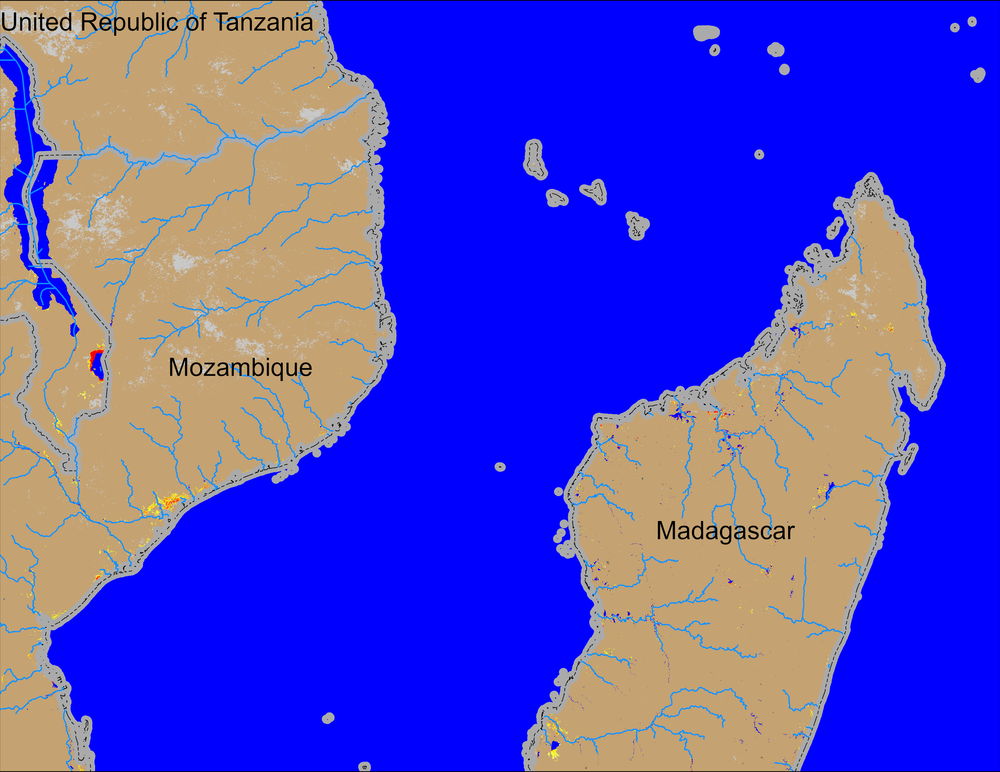 United Republic of Tanzania
Mozambique
Madagascar